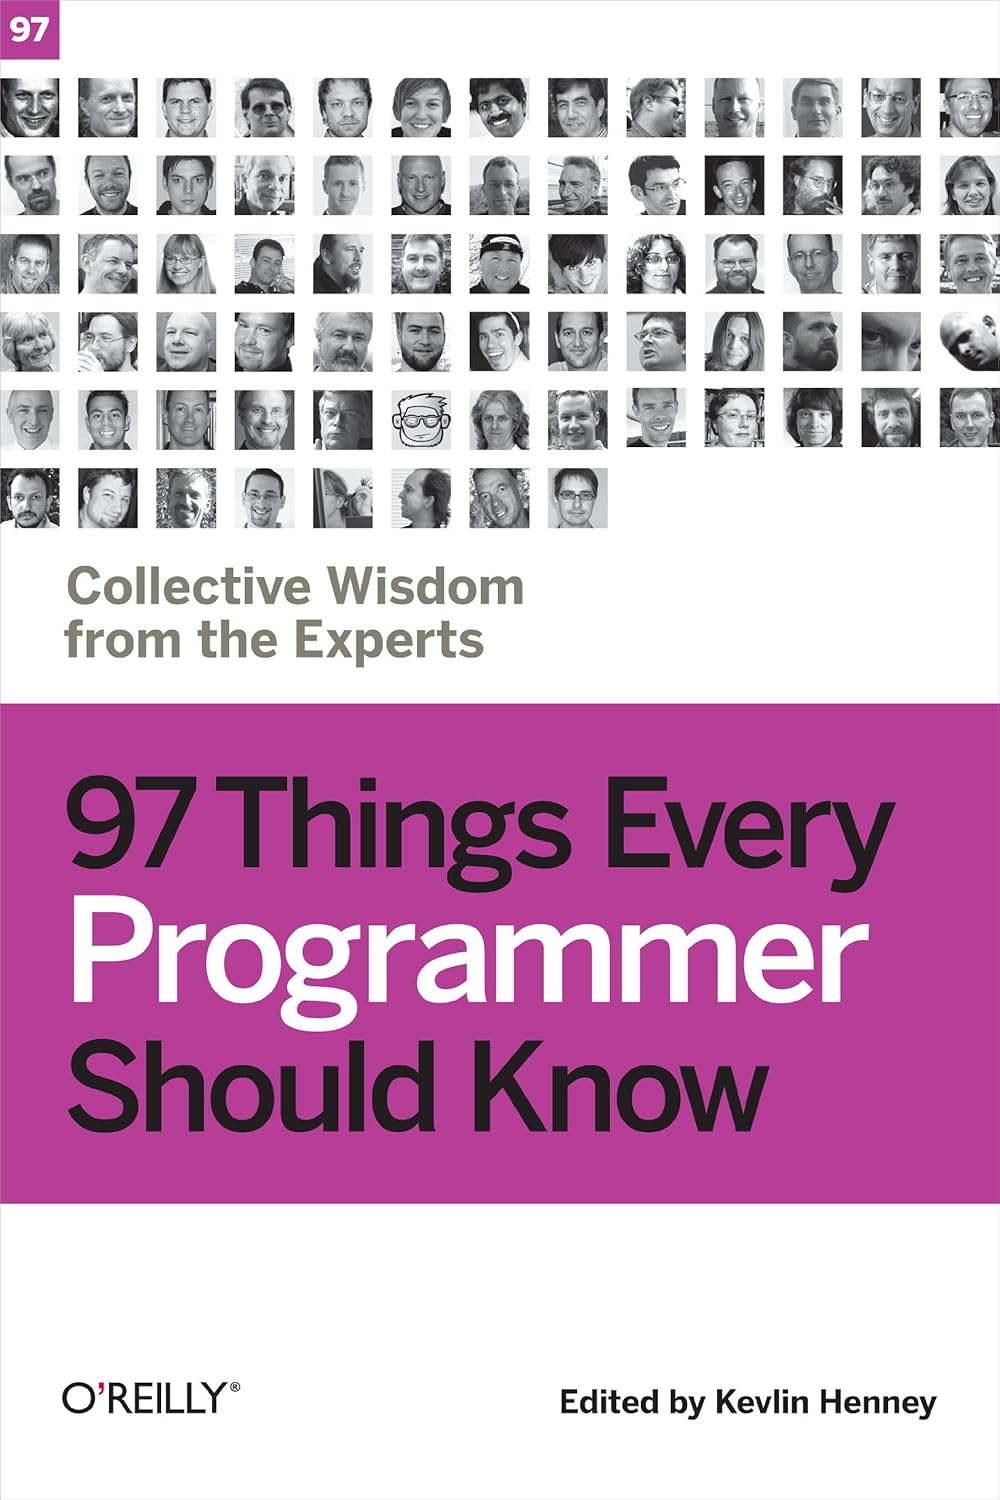 97
Collective Wisdom
from the Experts
97 Things Every
Programmer
Should Know
O'REILLY®
Edited by Kevlin Henney